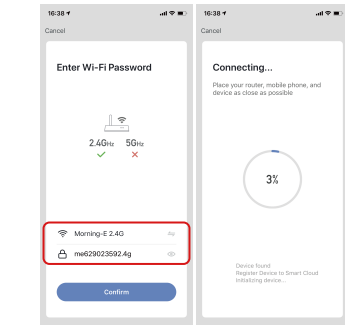 16:38
Cancel
Enter Wi-Fi Password
2.4GHz 5GHz
Morning-E 2.4G
me629023592.4g
Confirm
16:38
Cancel
Connecting...
Place your router, mobile phone, and
device as close as possible
3%
Device found
Register Device to Smart Cloud
Initializing device...